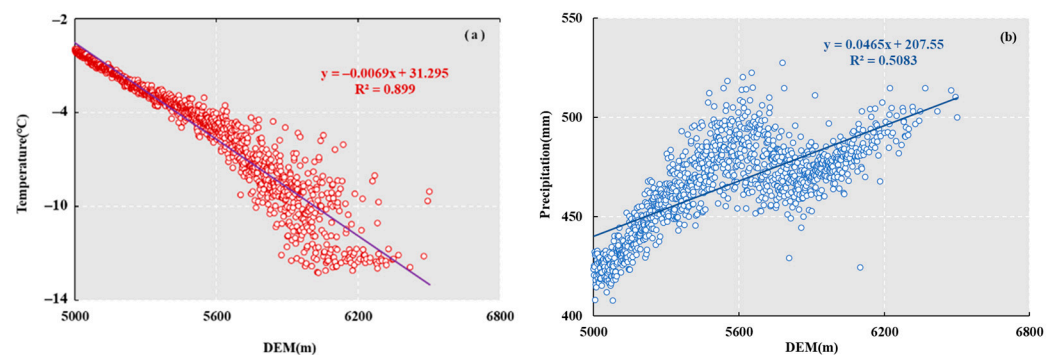 –2
(a)
y = –0.0069x + 31.295
R² = 0.899
–4
–10
–14
5000
5600
6200
6800
Temperature(°C)
DEM(m)
550
(b)
y = 0.0465x + 207.55
R² = 0.5083
500
450
400
5000
5600
6200
6800
Precipitation(mm)
DEM(m)